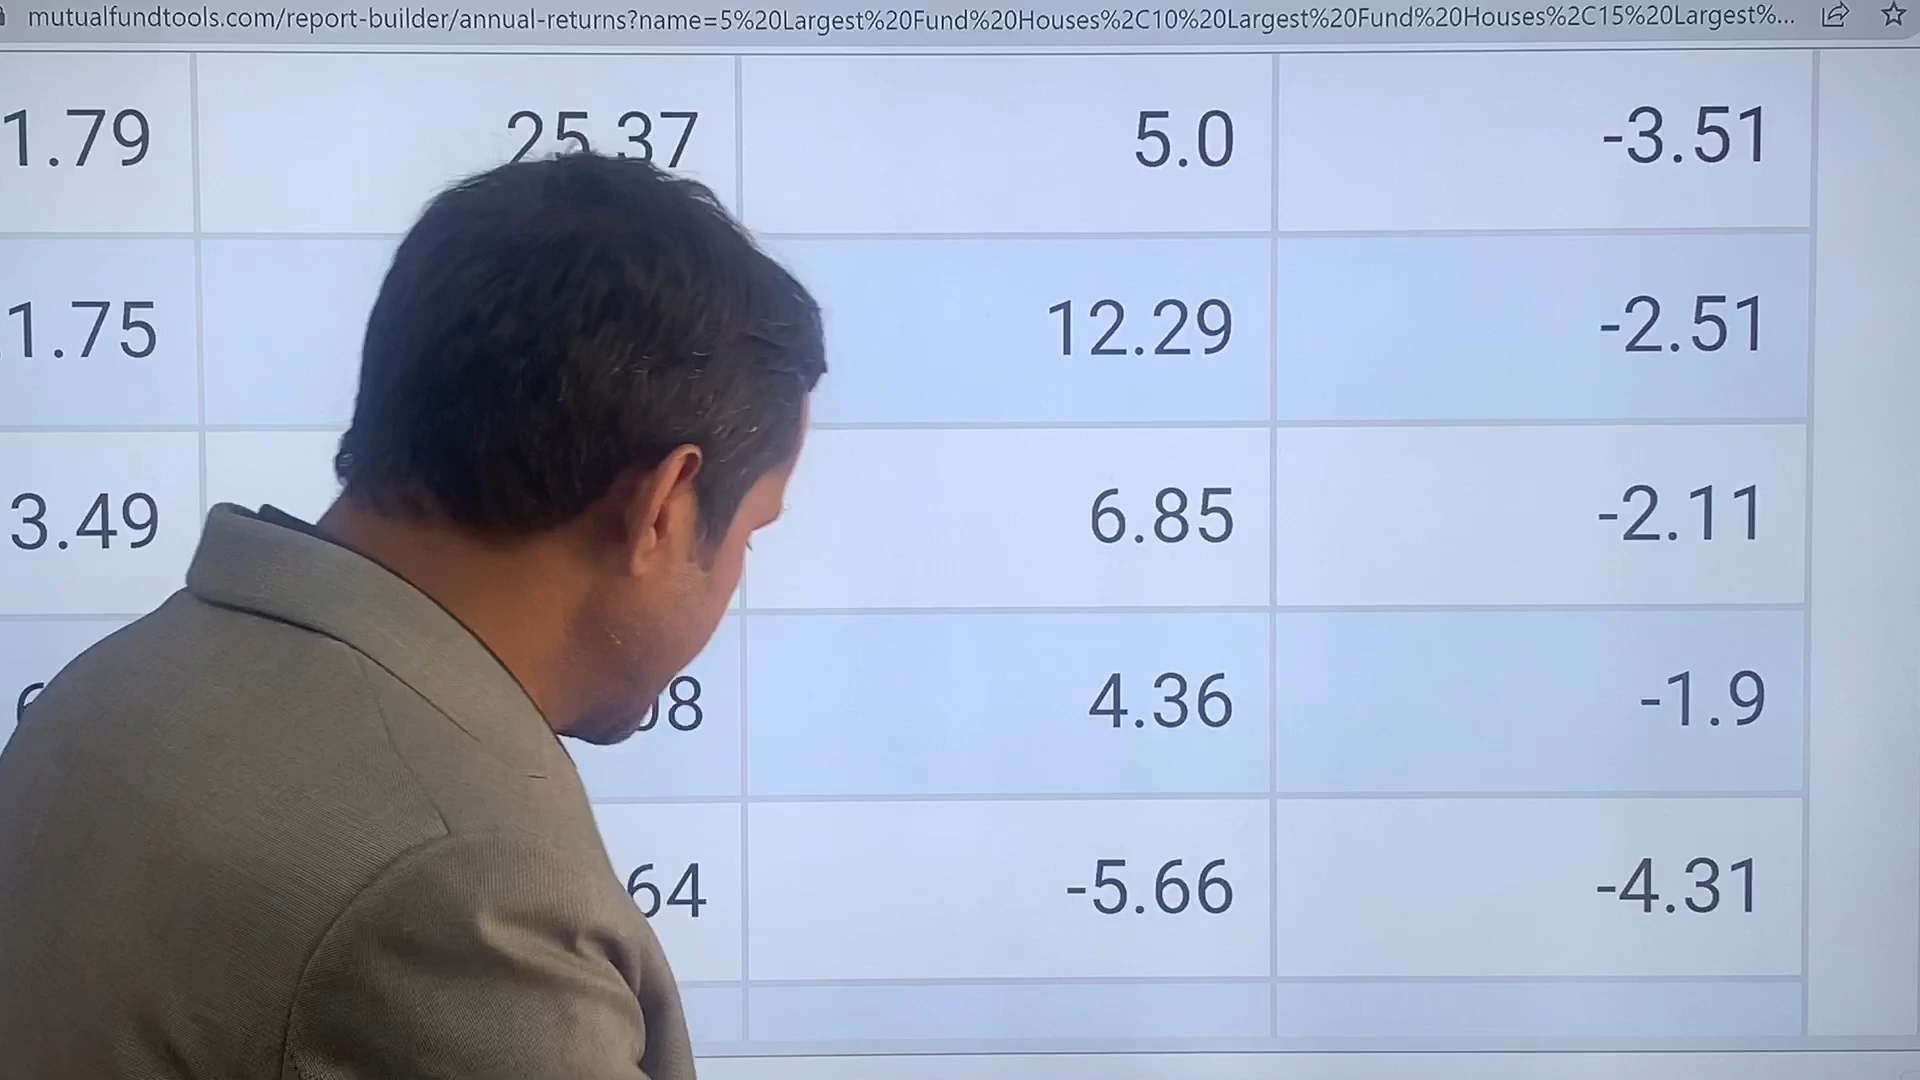 mutualfundtools.com/report-builder/annual-returns?name=5%20Largest%20Fund%20Houses%2C10%20Largest%20Fund%20Houses%2C15%20Largest%...
1.79 25.37 5.0 -3.51
1.75 12.29 -2.51
3.49 6.85 -2.11
8 4.36 -1.9
64 -5.66 -4.31